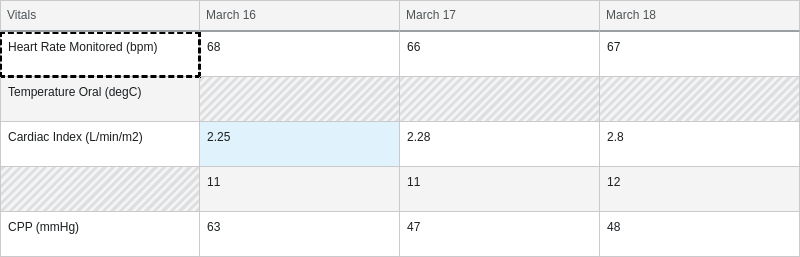 Vitals March 16 March 17 March 18
Heart Rate Monitored (bpm) 68 66 67
Temperature Oral (degC)
Cardiac Index (L/min/m2) 2.25 2.28 2.8
11 11 12
CPP (mmHg) 63 47 48